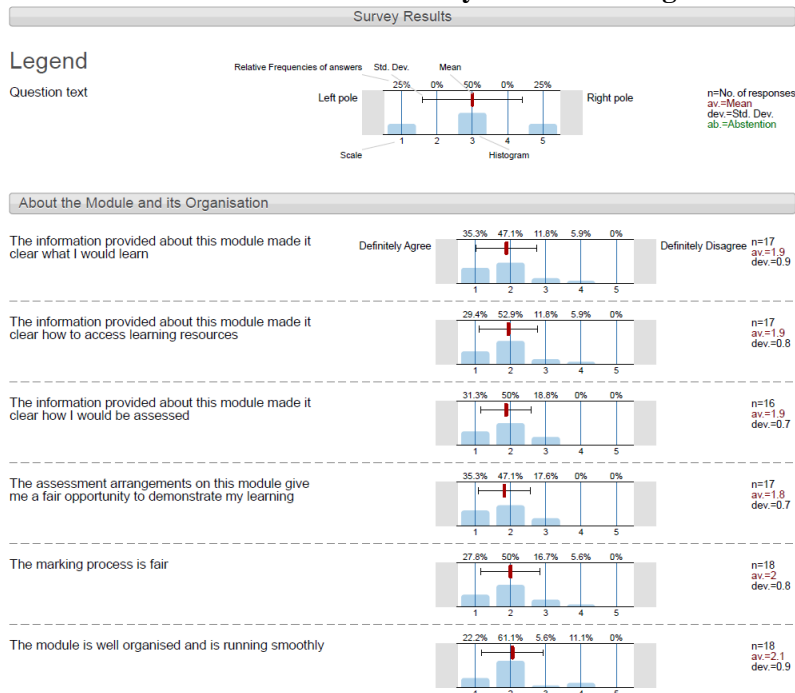 Survey Results
Legend
Relative Frequencies of answers Std. Dev. Mean
25% 0% 50% 0% 25%
Question text
Left pole
Right pole
n=No. of responses
av.=Mean
dev.=Std. Dev.
ab.=Abstention
1 2 3 4 5
Scale
Histogram
About the Module and its Organisation
The information provided about this module made it
clear what I would learn
Definitely Agree
35.3% 47.1% 11.8% 5.9% 0%
1 2 3 4 5
Definitely Disagree
n=17
av.=1.9
dev.=0.9
The information provided about this module made it
clear how to access learning resources
29.4% 52.9% 11.8% 5.9% 0%
1 2 3 4 5
n=17
av.=1.9
dev.=0.8
The information provided about this module made it
clear how I would be assessed
31.3% 50% 18.8% 0% 0%
1 2 3 4 5
n=16
av.=1.9
dev.=0.7
The assessment arrangements on this module give
me a fair opportunity to demonstrate my learning
35.3% 47.1% 17.6% 0% 0%
1 2 3 4 5
n=17
av.=1.8
dev.=0.7
The marking process is fair
27.8% 50% 16.7% 5.6% 0%
1 2 3 4 5
n=18
av.=2
dev.=0.8
The module is well organised and is running smoothly
22.2% 61.1% 5.6% 11.1% 0%
1 2 3 4 5
n=18
av.=2.1
dev.=0.9